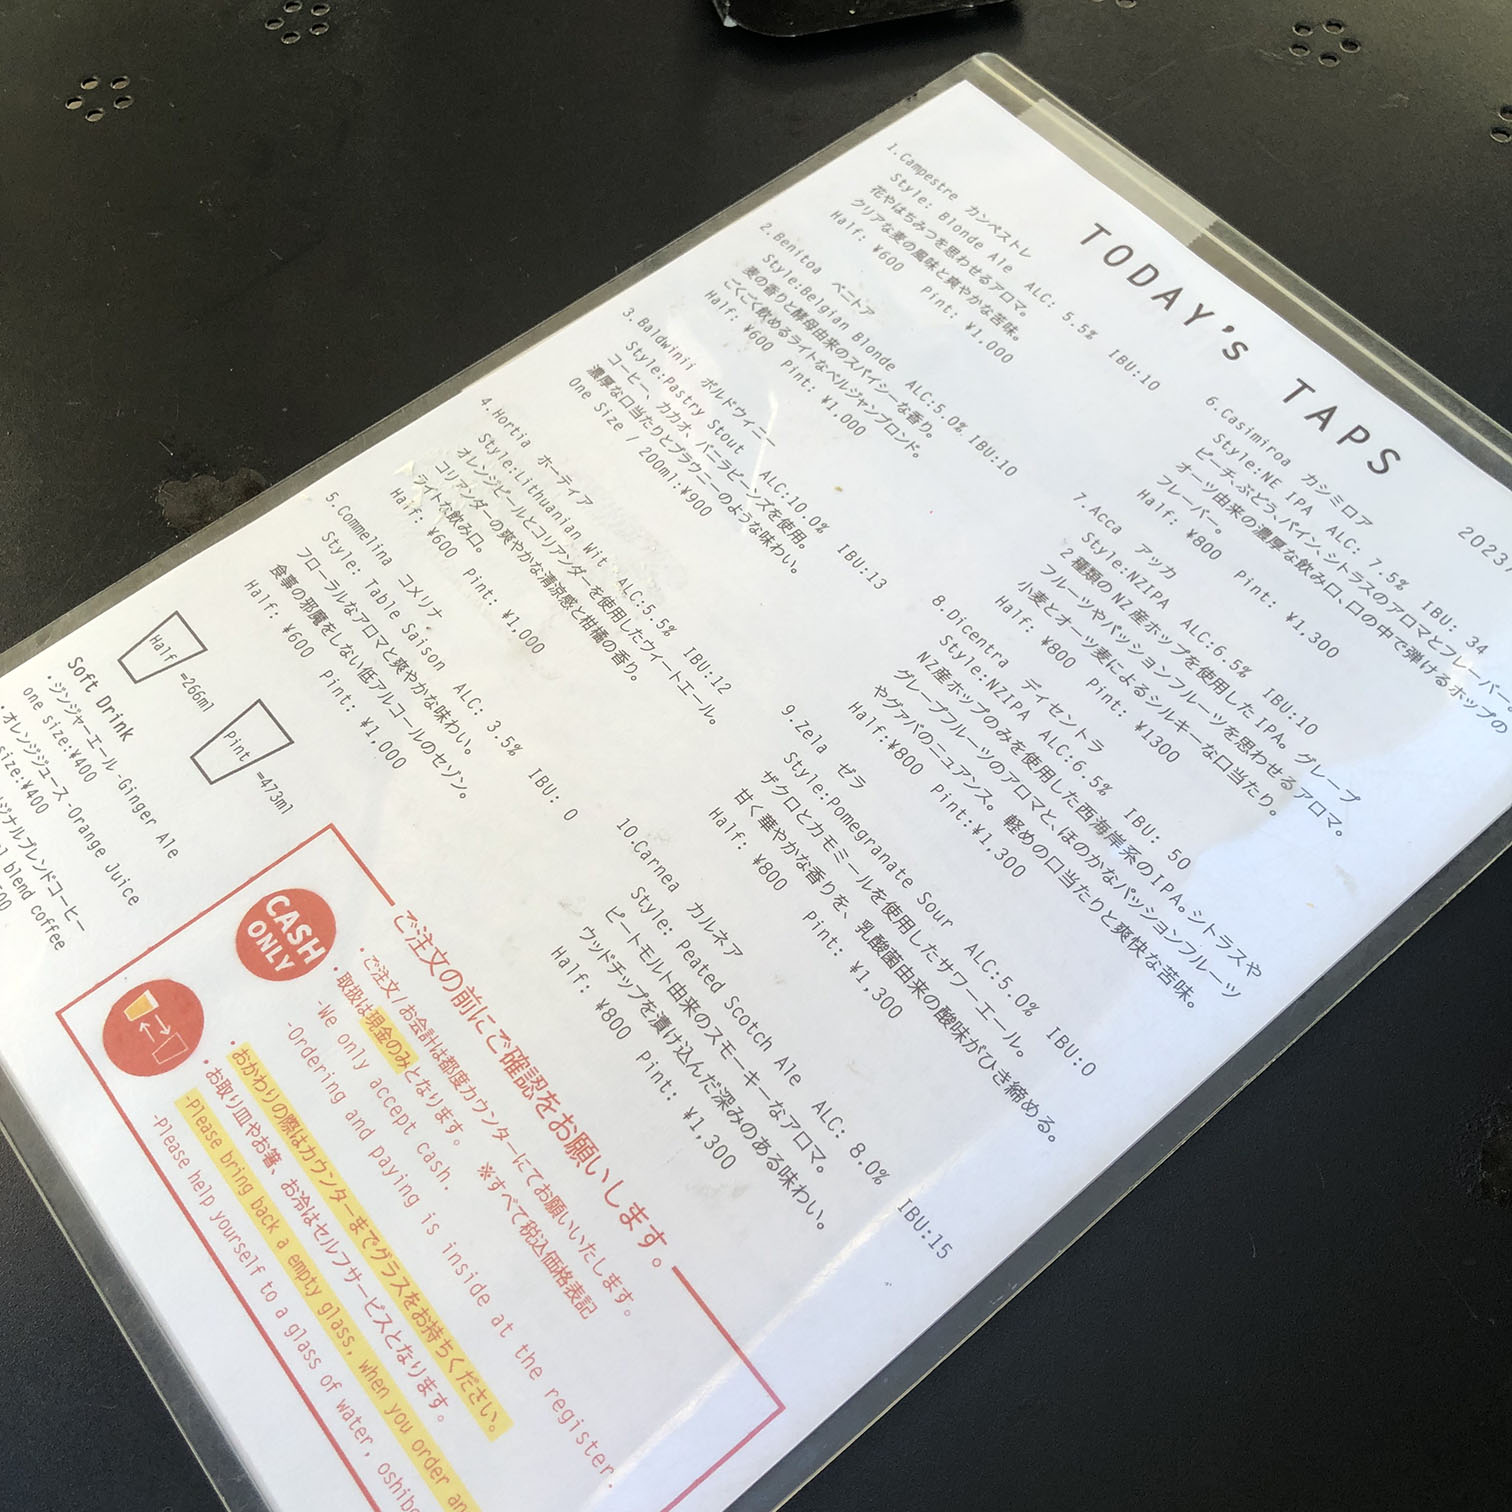 TODAY's TAPS
2023/
1.Campestre カンペストレ
Style: Blonde Ale ALC: 5.5% IBU:10
花やはちみつを思わせるアロマ。
クリアな麦の風味と爽やかな苦味。
Half: ¥600 Pint: ¥1,000
2.Benitoa ベニトア
Style:Belgian Blonde ALC:5.0% IBU:10
麦の香りと酵母由来のスパイシーな香り。
ごくごく飲めるライトなベルジャンブロンド。
Half: ¥600 Pint: ¥1,000
3.Baldwinii ボルドウィニー
Style:Pastry Stout ALC:10.0% IBU:13
コーヒー、カカオ、バニラビーンズを使用。
濃厚な口当たりとブラウニーのような味わい。
One Size / 200ml:¥900
4.Hortia ホーティア
Style:Lithuanian Wit ALC:5.5% IBU:12
オレンジピールとコリアンダーを使用したウィートエール。
コリアンダーの爽やかな清涼感と柑橘の香り。
ライトな飲み口。
Half: ¥600 Pint: ¥1,000
5.Commelina コメリナ
Style: Table Saison ALC: 3.5% IBU: 0
フローラルなアロマと爽やかな味わい。
食事の邪魔をしない低アルコールのセゾン。
Half: ¥600 Pint: ¥1,000
6.Casimiroa カシミロア
Style:NE IPA ALC: 7.5% IBU: 34
ピーチ、ぶどう、パイン、シトラスのアロマとフレーバー。
オーツ由来の濃厚な飲み口、口の中で弾けるホップの
フレーバー。
Half: ¥800 Pint: ¥1,300
7.Acca アッカ
Style:NZIPA ALC:6.5% IBU:10
2種類のNZ産ホップを使用したIPA。グレープ
フルーツやパッションフルーツを思わせるアロマ。
小麦とオーツ麦によるシルキーな口当たり。
Half: ¥800 Pint: ¥1300
8.Dicentra ディセントラ
Style:NZIPA ALC:6.5% IBU: 50
NZ産ホップのみを使用した西海岸系のIPA。シトラスや
グレープフルーツのアロマと、ほのかなパッションフルーツ
やグァバのニュアンス。軽めの口当たりと爽快な苦味。
Half:¥800 Pint:¥1,300
9.Zela ゼラ
Style:Pomegranate Sour ALC:5.0% IBU:0
ザクロとカモミールを使用したサワーエール。
甘く華やかな香りを、乳酸菌由来の酸味がひき締める。
Half: ¥800 Pint: ¥1,300
10.Carnea カルネア
Style: Peated Scotch Ale ALC: 8.0% IBU:15
ピートモルト由来のスモーキーなアロマ。
ウッドチップを漬け込んだ深みのある味わい。
Half: ¥800 Pint: ¥1,300
Half =266ml
Pint =473ml
Soft Drink
・ジンジャーエール-Ginger Ale
one size:¥400
・オレンジジュース-Orange Juice
size:¥400
ジナルブレンドコーヒー
l blend coffee
ご注文の前にご確認をお願いします。
CASH
ONLY
・ご注文/お会計は都度カウンターにてお願いいたします。
・取扱は現金のみとなります。 ※すべて税込価格表記
-We only accept cash.
-Ordering and paying is inside at the register.
・おかわりの際はカウンターまでグラスをお持ちください。
・お取り皿やお箸、お冷はセルフサービスとなります。
-Please bring back a empty glass, when you order an
-Please help yourself to a glass of water, oshibo